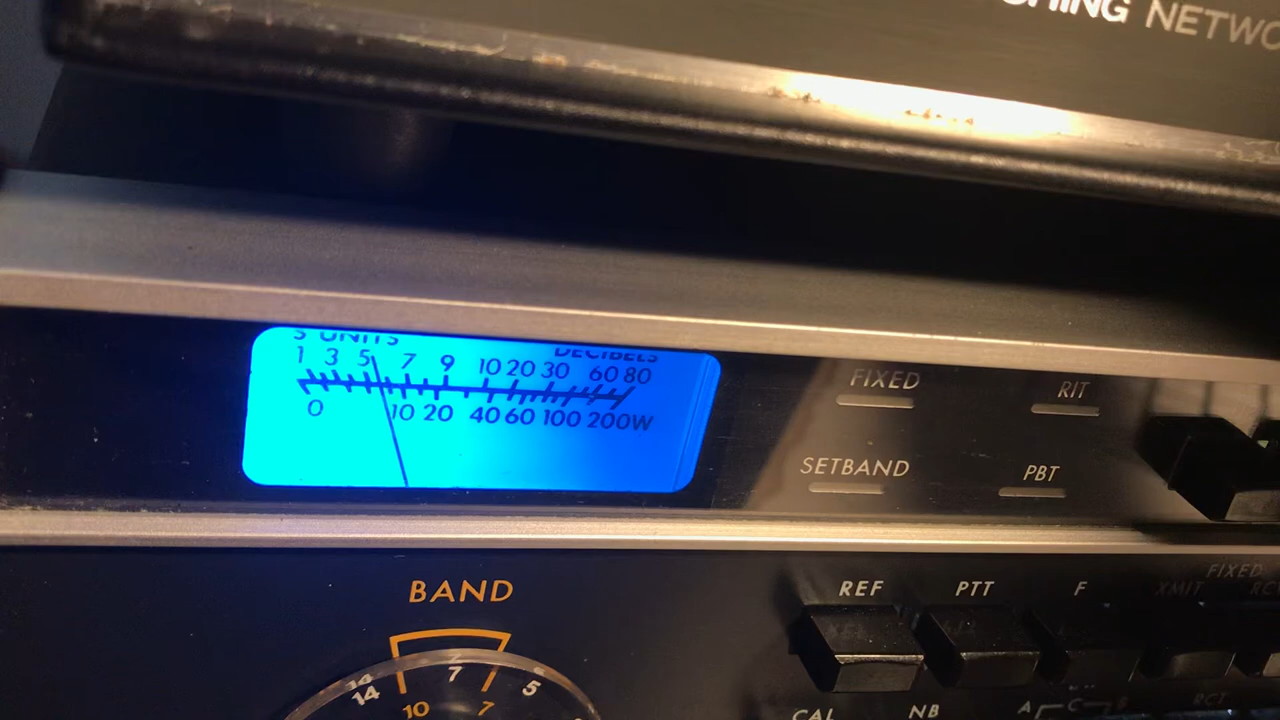 NETWO
S UNITS DECIBELS
1 3 5 7 9 10 20 30 60 80
0 10 20 40 60 100 200W
FIXED RIT
SETBAND PBT
BAND
REF PTT F XMIT FIXED
7 5
14
10 7
CAL NB A B
RCT